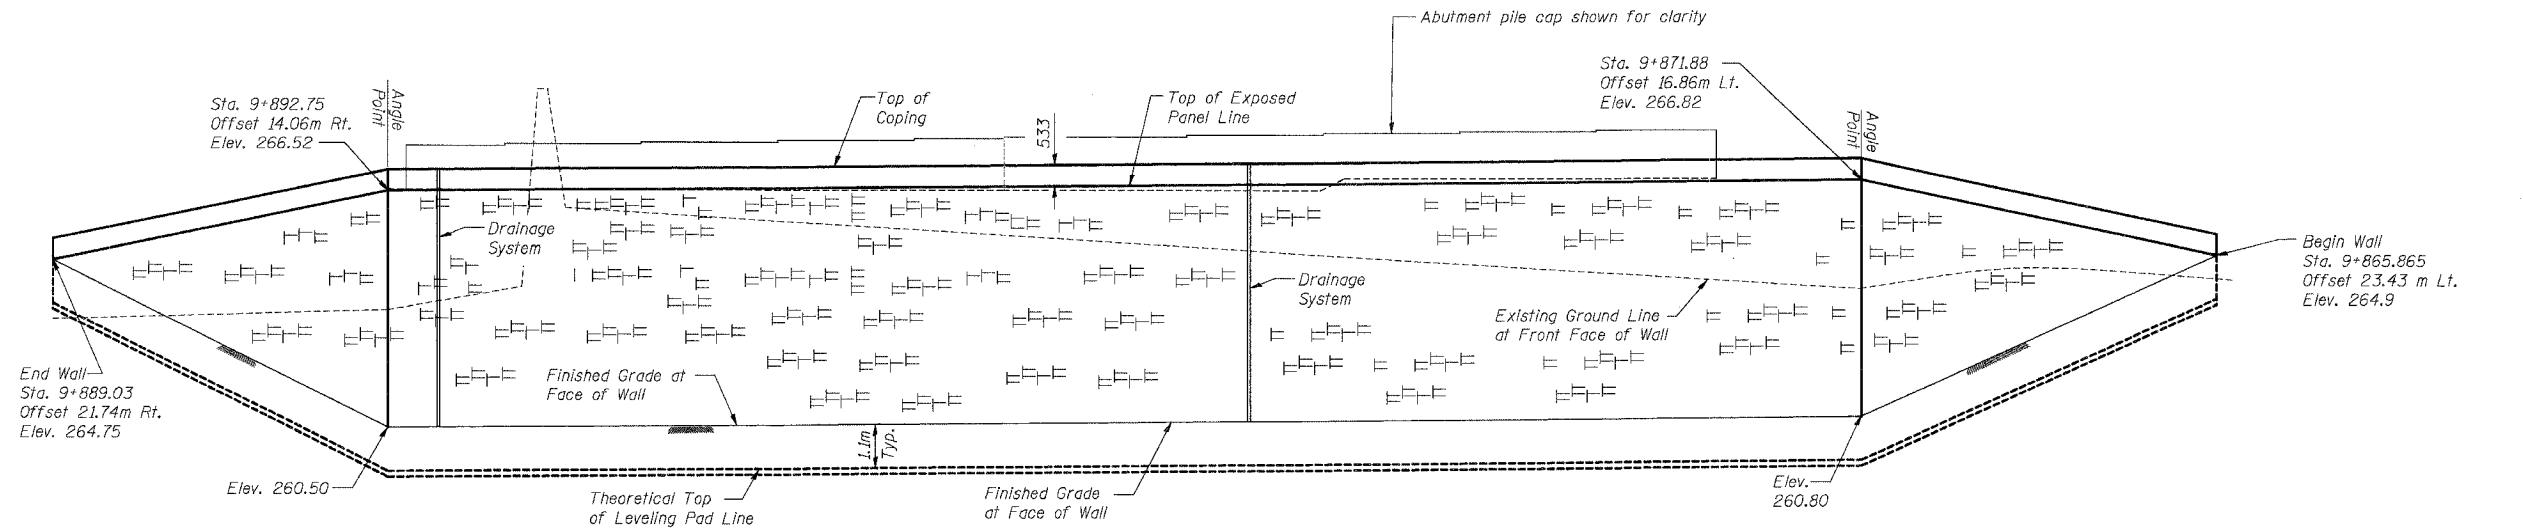 Abutment pile cap shown for clarity
Sta. 9+871.88
Offset 16.86m Lt.
Elev. 266.82
Sta. 9+892.75
Offset 14.06m Rt.
Elev. 266.52
Angle
Point
Top of
Coping
533
Top of Exposed
Panel Line
Angle
Point
Drainage
System
Drainage
System
Begin Wall
Sta. 9+865.865
Offset 23.43 m Lt.
Elev. 264.9
Existing Ground Line
at Front Face of Wall
End Wall
Sta. 9+889.03
Offset 21.74m Rt.
Elev. 264.75
Finished Grade at
Face of Wall
1.1m
Typ.
Elev. 260.50
Theoretical Top
of Leveling Pad Line
Finished Grade
at Face of Wall
Elev.
260.80